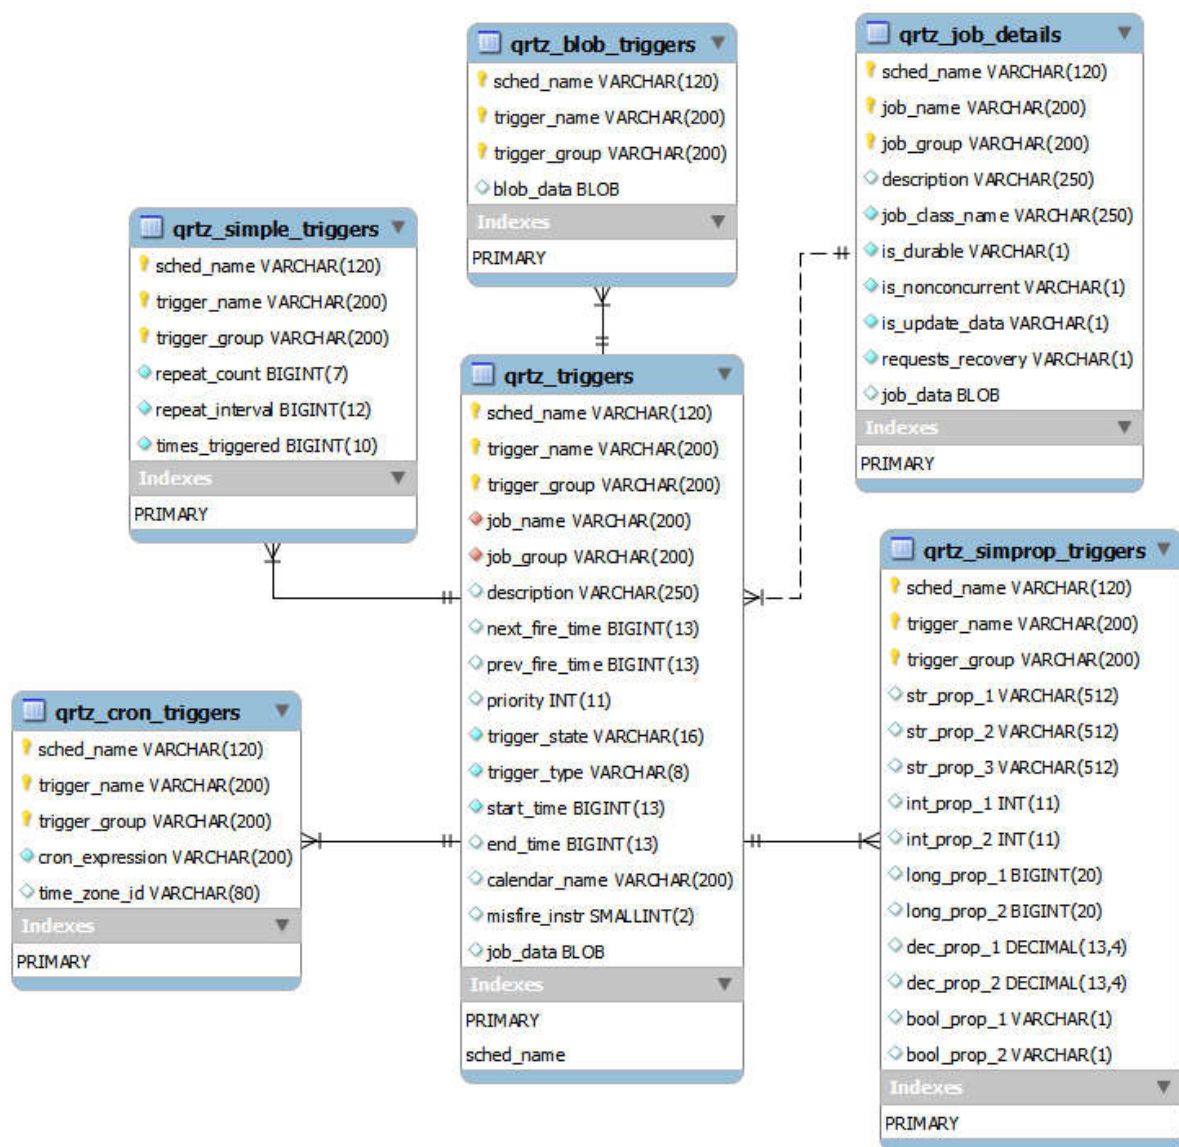 qrtz_blob_triggers
sched_name VARCHAR(120)
trigger_name VARCHAR(200)
trigger_group VARCHAR(200)
blob_data BLOB
Indexes
PRIMARY
qrtz_job_details
sched_name VARCHAR(120)
job_name VARCHAR(200)
job_group VARCHAR(200)
description VARCHAR(250)
job_class_name VARCHAR(250)
is_durable VARCHAR(1)
is_nonconcurrent VARCHAR(1)
is_update_data VARCHAR(1)
requests_recovery VARCHAR(1)
job_data BLOB
Indexes
PRIMARY
qrtz_simple_triggers
sched_name VARCHAR(120)
trigger_name VARCHAR(200)
trigger_group VARCHAR(200)
repeat_count BIGINT(7)
repeat_interval BIGINT(12)
times_triggered BIGINT(10)
Indexes
PRIMARY
qrtz_triggers
sched_name VARCHAR(120)
trigger_name VARCHAR(200)
trigger_group VARCHAR(200)
job_name VARCHAR(200)
job_group VARCHAR(200)
description VARCHAR(250)
next_fire_time BIGINT(13)
prev_fire_time BIGINT(13)
priority INT(11)
trigger_state VARCHAR(16)
trigger_type VARCHAR(8)
start_time BIGINT(13)
end_time BIGINT(13)
calendar_name VARCHAR(200)
misfire_instr SMALLINT(2)
job_data BLOB
Indexes
PRIMARY
sched_name
qrtz_simprop_triggers
sched_name VARCHAR(120)
trigger_name VARCHAR(200)
trigger_group VARCHAR(200)
str_prop_1 VARCHAR(512)
str_prop_2 VARCHAR(512)
str_prop_3 VARCHAR(512)
int_prop_1 INT(11)
int_prop_2 INT(11)
long_prop_1 BIGINT(20)
long_prop_2 BIGINT(20)
dec_prop_1 DECIMAL(13,4)
dec_prop_2 DECIMAL(13,4)
bool_prop_1 VARCHAR(1)
bool_prop_2 VARCHAR(1)
Indexes
PRIMARY
qrtz_cron_triggers
sched_name VARCHAR(120)
trigger_name VARCHAR(200)
trigger_group VARCHAR(200)
cron_expression VARCHAR(200)
time_zone_id VARCHAR(80)
Indexes
PRIMARY